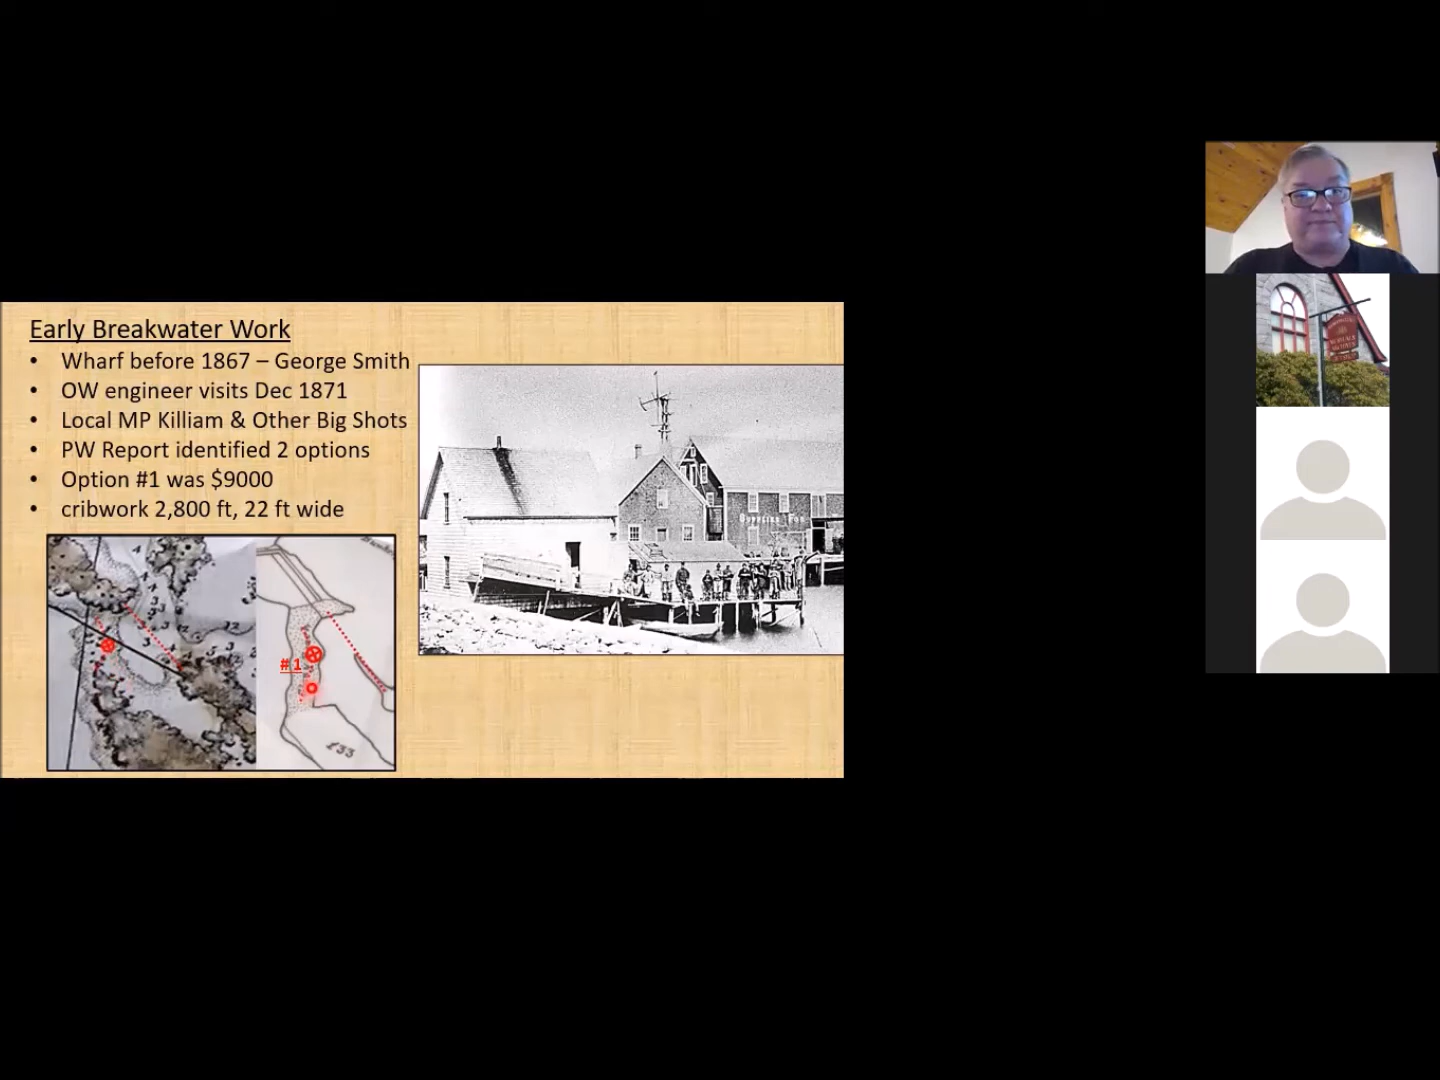 Early Breakwater Work
• Wharf before 1867 – George Smith
• OW engineer visits Dec 1871
• Local MP Killiam & Other Big Shots
• PW Report identified 2 options
• Option #1 was $9000
• cribwork 2,800 ft, 22 ft wide
#1
133